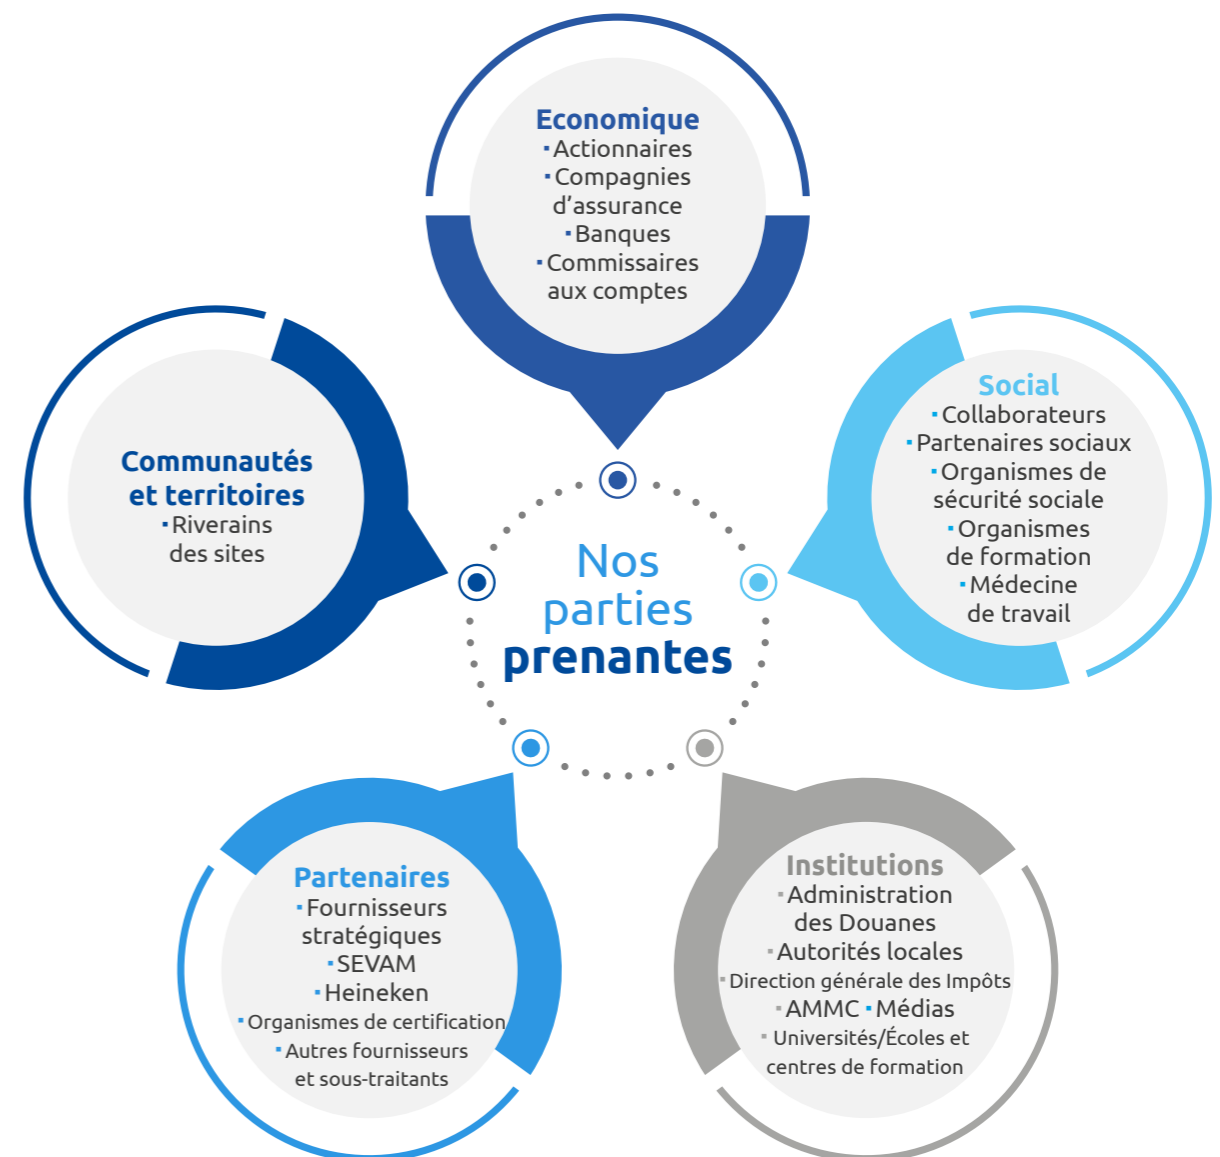 Economique
▪Actionnaires
▪Compagnies
d’assurance
▪Banques
▪Commissaires
aux comptes
Social
▪Collaborateurs
▪Partenaires sociaux
▪Organismes de
sécurité sociale
▪Organismes
de formation
▪Médecine
de travail
Communautés
et territoires
▪Riverains
des sites
Nos
parties
prenantes
Partenaires
▪Fournisseurs
stratégiques
▪SEVAM
▪Heineken
▪Organismes de certification
▪Autres fournisseurs
et sous-traitants
Institutions
▪Administration
des Douanes
▪Autorités locales
▪Direction générale des Impôts
▪AMMC ▪Médias
▪Universités/Écoles et
centres de formation